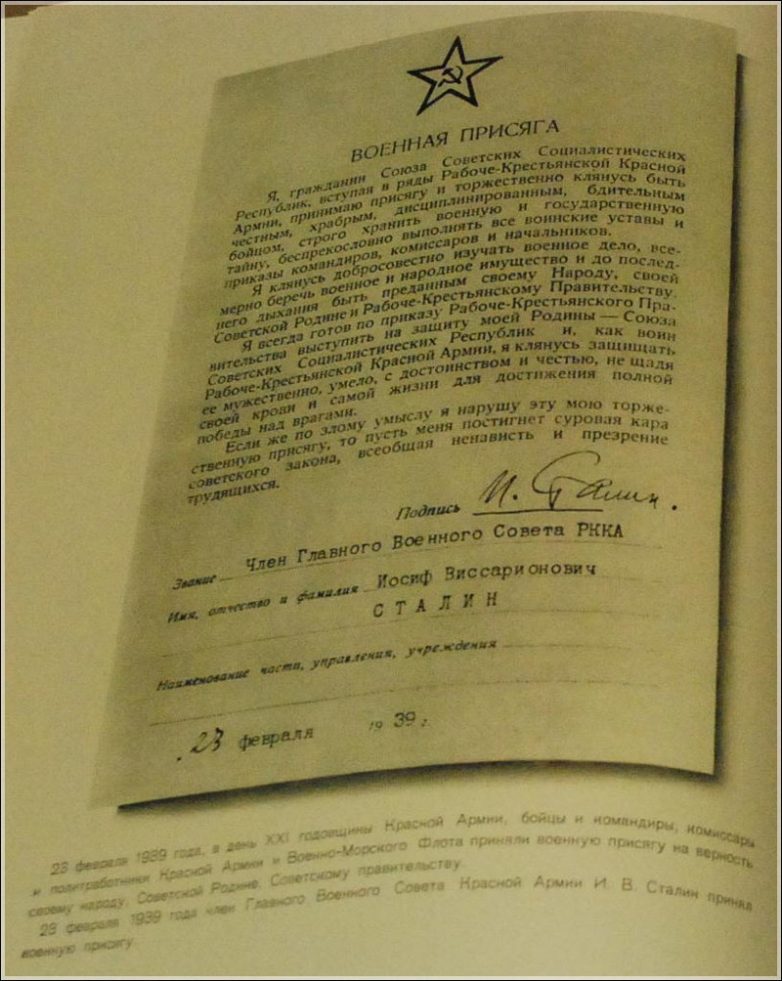 ВОЕННАЯ ПРИСЯГА
Я, гражданин Союза Советских Социалистических
Республик, вступая в ряды Рабоче-Крестьянской Красной
Армии, принимаю присягу и торжественно клянусь быть
честным, храбрым, дисциплинированным, бдительным
бойцом, строго хранить военную и государственную
тайну, беспрекословно выполнять все воинские уставы и
приказы командиров, комиссаров и начальников.
Я клянусь добросовестно изучать военное дело, все-
мерно беречь военное и народное имущество и до послед-
него дыхания быть преданным своему Народу, своей
Советской Родине и Рабоче-Крестьянскому Правительству.
Я всегда готов по приказу Рабоче-Крестьянского Пра-
вительства выступить на защиту моей Родины — Союза
Советских Социалистических Республик и, как воин
Рабоче-Крестьянской Красной Армии, я клянусь защищать
ее мужественно, умело, с достоинством и честью, не щадя
своей крови и самой жизни для достижения полной
победы над врагами.
Если же по злому умыслу я нарушу эту мою торже-
ственную присягу, то пусть меня постигнет суровая кара
советского закона, всеобщая ненависть и презрение
трудящихся.
Подпись И. Сталин.
Звание Член Главного Военного Совета РККА
Имя, отчество и фамилия Иосиф Виссарионович
СТАЛИН
Наименование части, управления, учреждения
23 февраля 1939 г.
23 февраля 1939 года, в день XXI годовщины Красной Армии, бойцы и командиры, комиссары
и политработники Красной Армии и Военно-Морского Флота приняли военную присягу на верность
своему народу, Советской Родине, Советскому правительству.
23 февраля 1939 года член Главного Военного Совета Красной Армии И. В. Сталин принял
военную присягу.